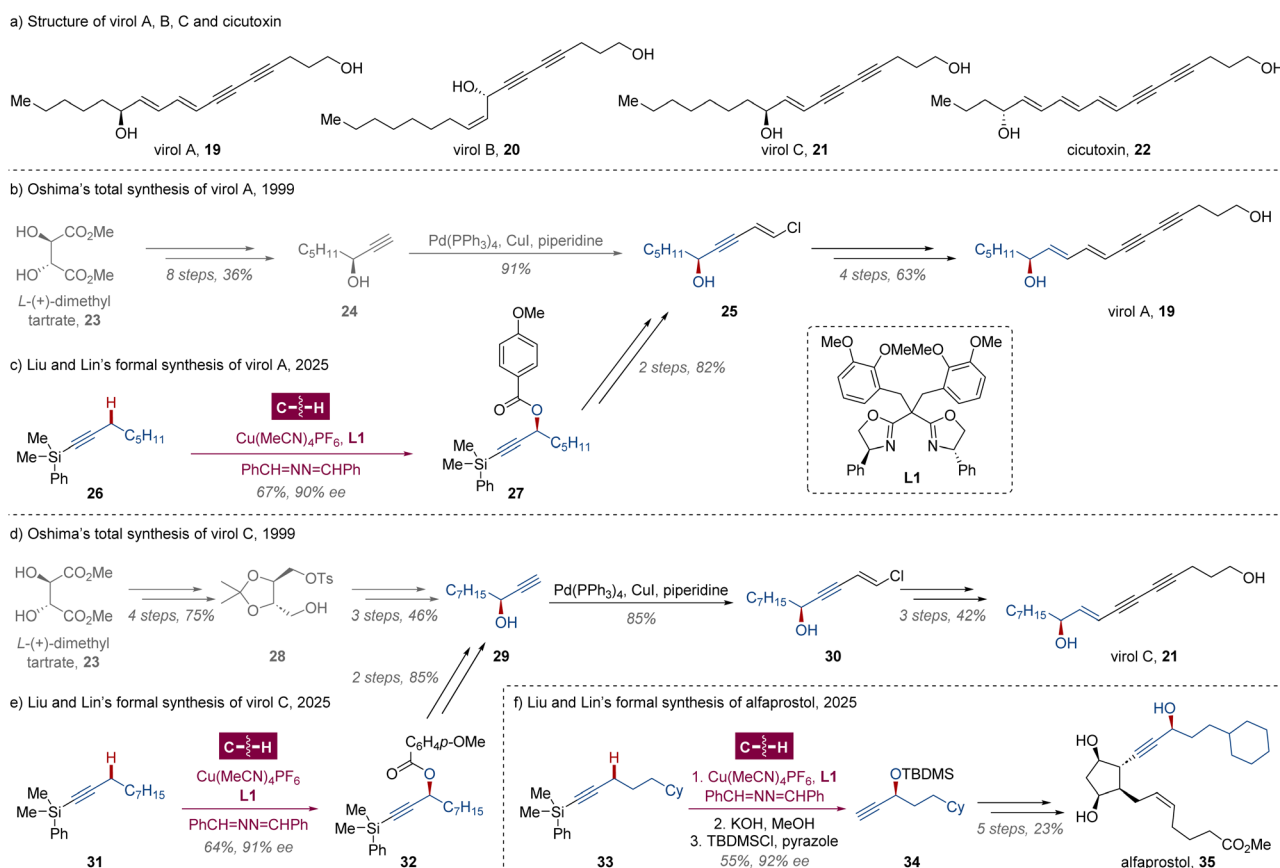 a) Structure of virol A, B, C and cicutoxin
Me
OH
OH
virol A, 19
HO
OH
Me
virol B, 20
Me
OH
OH
virol C, 21
Me
OH
OH
cicutoxin, 22
b) Oshima's total synthesis of virol A, 1999
HO
CO2Me
HO
CO2Me
L-(+)-dimethyl
tartrate, 23
8 steps, 36%
C5H11
OH
24
Pd(PPh3)4, CuI, piperidine
91%
C5H11
Cl
OH
25
4 steps, 63%
C5H11
OH
OH
virol A, 19
c) Liu and Lin's formal synthesis of virol A, 2025
H
Me
Me
Si
Ph
C5H11
26
C H
Cu(MeCN)4PF6, L1
PhCH=NN=CHPh
67%, 90% ee
OMe
O
O
Me
Me
Si
Ph
C5H11
27
2 steps, 82%
MeO
OMe
MeO
OMe
O
O
N
N
Ph
Ph
L1
d) Oshima's total synthesis of virol C, 1999
HO
CO2Me
HO
CO2Me
L-(+)-dimethyl
tartrate, 23
4 steps, 75%
O
O
OTs
OH
28
3 steps, 46%
C7H15
OH
29
Pd(PPh3)4, CuI, piperidine
85%
C7H15
Cl
OH
30
3 steps, 42%
C7H15
OH
OH
virol C, 21
2 steps, 85%
e) Liu and Lin's formal synthesis of virol C, 2025
H
Me
Me
Si
Ph
C7H15
31
C H
Cu(MeCN)4PF6
L1
PhCH=NN=CHPh
64%, 91% ee
C6H4p-OMe
O
O
Me
Me
Si
Ph
C7H15
32
f) Liu and Lin's formal synthesis of alfaprostol, 2025
H
Me
Me
Si
Ph
Cy
33
C H
1. Cu(MeCN)4PF6, L1
PhCH=NN=CHPh
2. KOH, MeOH
3. TBDMSCl, pyrazole
55%, 92% ee
OTBDMS
Cy
34
5 steps, 23%
HO
HO
HO
CO2Me
alfaprostol, 35